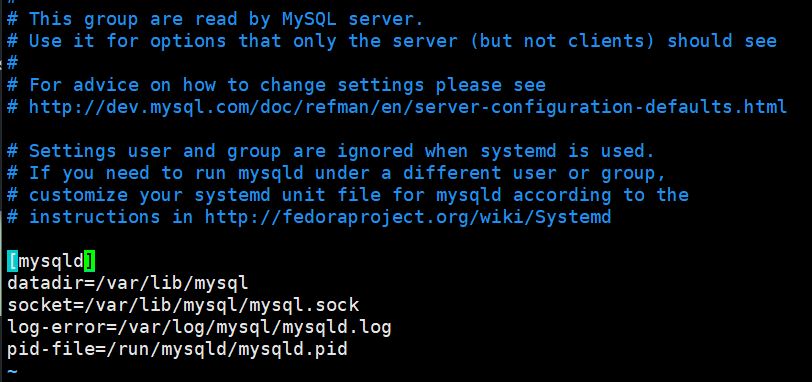 #
# This group are read by MySQL server.
# Use it for options that only the server (but not clients) should see
#
# For advice on how to change settings please see
# http://dev.mysql.com/doc/refman/en/server-configuration-defaults.html

# Settings user and group are ignored when systemd is used.
# If you need to run mysqld under a different user or group,
# customize your systemd unit file for mysqld according to the
# instructions in http://fedoraproject.org/wiki/Systemd

[mysqld]
datadir=/var/lib/mysql
socket=/var/lib/mysql/mysql.sock
log-error=/var/log/mysql/mysqld.log
pid-file=/run/mysqld/mysqld.pid
~